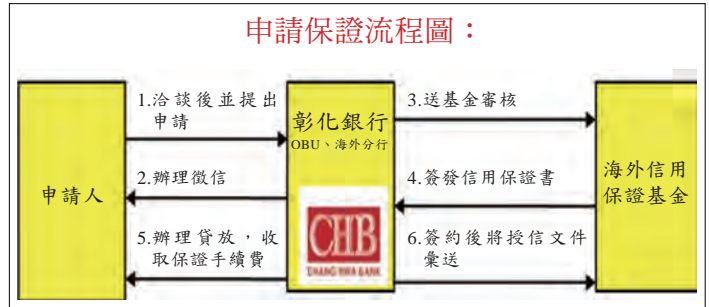 申請保證流程圖：
1.洽談後並提出
申請
3.送基金審核
彰化銀行
OBU、海外分行
申請人
2.辦理徵信
4.簽發信用保證書
海外信用
保證基金
5.辦理貸放，收
取保證手續費
CHB
CHANG HWA BANK
6.簽約後將授信文件
彙送